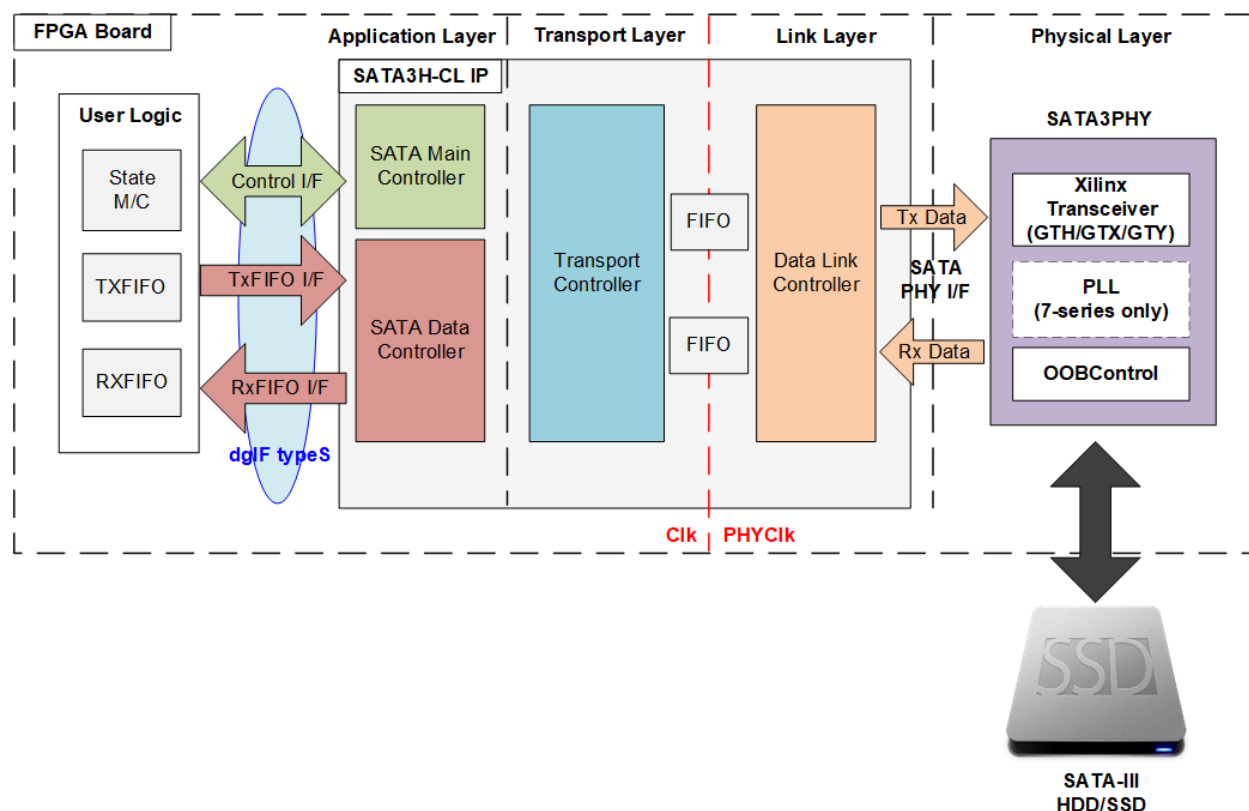 FPGA Board
Application Layer
Transport Layer
Link Layer
Physical Layer
SATA3H-CL IP
User Logic
State
M/C
TXFIFO
RXFIFO
Control I/F
TxFIFO I/F
RxFIFO I/F
dgIF typeS
SATA Main
Controller
SATA Data
Controller
Transport
Controller
FIFO
FIFO
Data Link
Controller
Tx Data
SATA
PHY I/F
Rx Data
SATA3PHY
Xilinx
Transceiver
(GTH/GTX/GTY)
PLL
(7-series only)
OOBControl
Clk
PHYClk
SSD
SATA-III
HDD/SSD